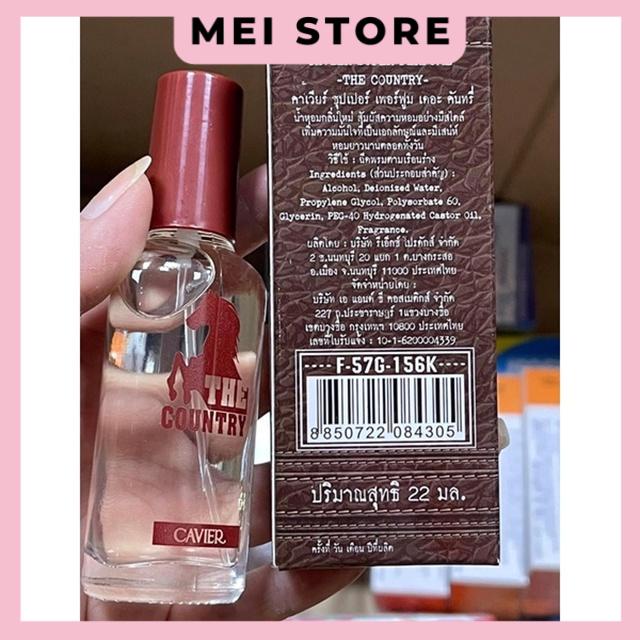 MEI STORE
-THE COUNTRY-
คาเวียร์ ซุปเปอร์ เพอร์ฟูม เดอะ คันทรี่
น้ำหอมกลิ่นใหม่ สัมผัสความหอมอย่างมีสไตล์
เพิ่มความมั่นใจที่เป็นเอกลักษณ์และมีเสน่ห์
หอมยาวนานตลอดทั้งวัน
วิธีใช้ : ฉีดพรมตามเรือนร่าง
Ingredients (ส่วนประกอบสำคัญ) :
Alcohol, Deionized Water,
Propylene Glycol, Polysorbate 60,
Glycerin, PEG-40 Hydrogenated Castor Oil,
Fragrance.
ผลิตโดย : บริษัท รีเอ็กซ์ โปรดักส์ จำกัด
2 ซ.นนทบุรี 20 แยก 1 ต.บางกระสอ
อ.เมือง จ.นนทบุรี 11000 ประเทศไทย
จัดจำหน่ายโดย :
บริษัท เอ แอนด์ ซี คอสเมติกส์ จำกัด
227 ถ.ประชาราษฎร์ 1แขวงบางซื่อ
เขตบางซื่อ กรุงเทพฯ 10800 ประเทศไทย
เลขที่ใบรับแจ้ง : 10-1-6200004339
F-57G-156K
8 850722 084305
ปริมาณสุทธิ 22 มล.
ครั้งที่ วัน เดือน ปีที่ผลิต
THE
COUNTRY
CAVIER